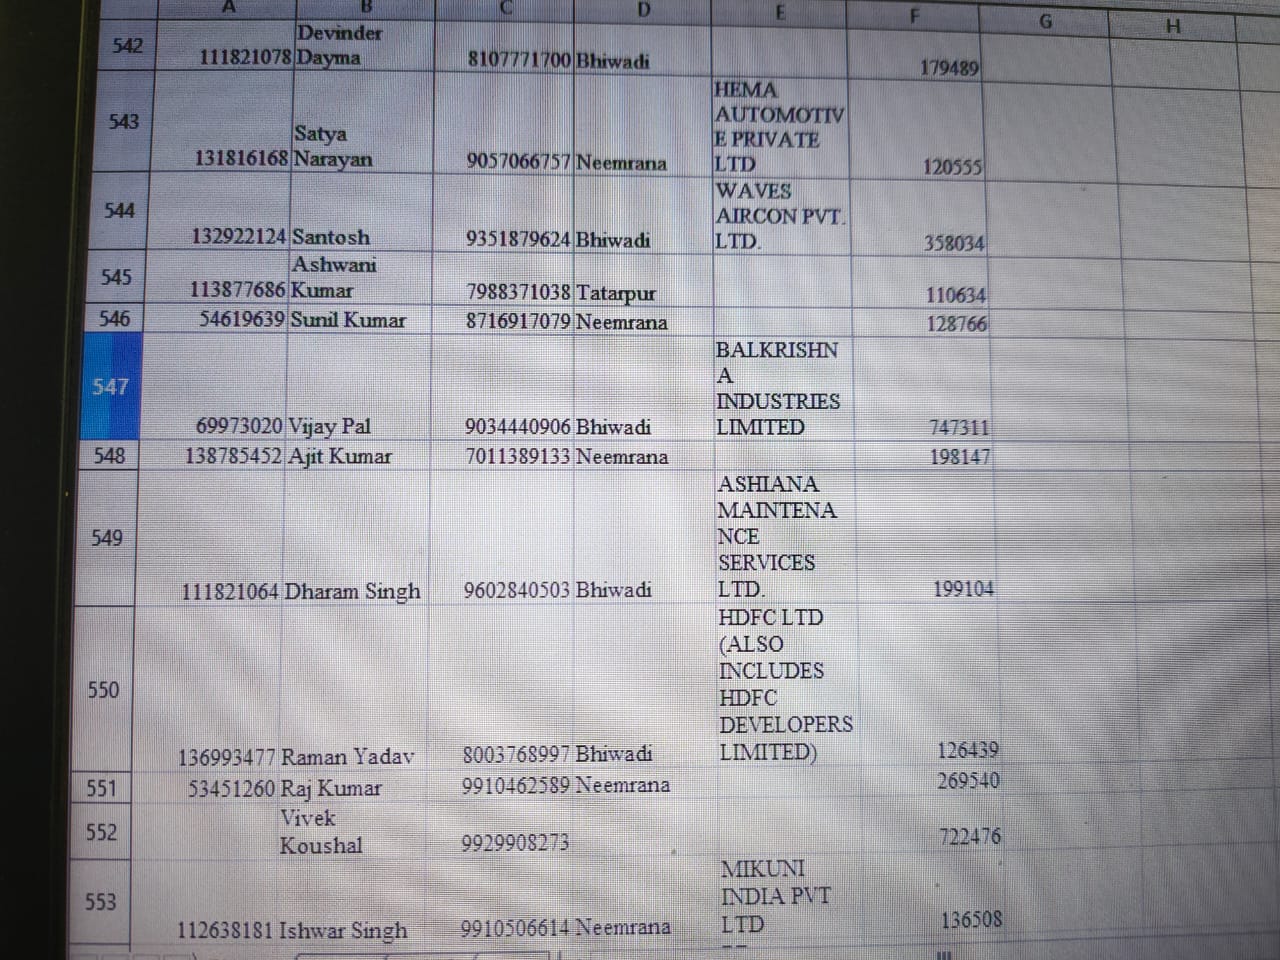 A B C D E F G H
542 111821078 Devinder Dayma 8107771700 Bhiwadi 179489
543 131816168 Satya Narayan 9057066757 Neemrana HEMA AUTOMOTIV E PRIVATE LTD 120555
544 132922124 Santosh 9351879624 Bhiwadi WAVES AIRCON PVT. LTD. 358034
545 113877686 Ashwani Kumar 7988371038 Tatarpur 110634
546 54619639 Sunil Kumar 8716917079 Neemrana 128766
547 69973020 Vijay Pal 9034440906 Bhiwadi BALKRISHN A INDUSTRIES LIMITED 747311
548 138785452 Ajit Kumar 7011389133 Neemrana 198147
549 111821064 Dharam Singh 9602840503 Bhiwadi ASHIANA MAINTENA NCE SERVICES LTD. 199104
550 136993477 Raman Yadav 8003768997 Bhiwadi HDFC LTD (ALSO INCLUDES HDFC DEVELOPERS LIMITED) 126439
551 53451260 Raj Kumar 9910462589 Neemrana 269540
552 Vivek Koushal 9929908273 722476
553 112638181 Ishwar Singh 9910506614 Neemrana MIKUNI INDIA PVT LTD 136508